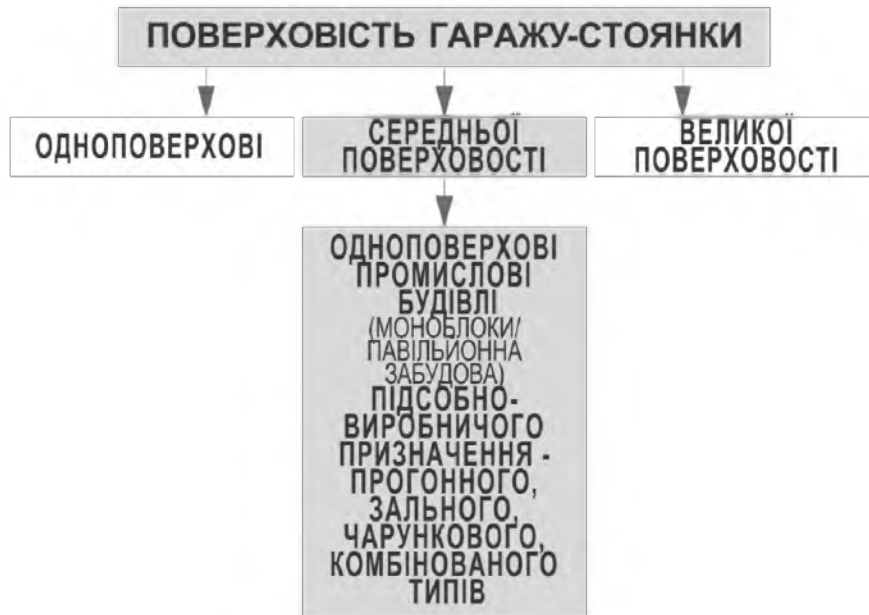 ПОВЕРХОВІСТЬ ГАРАЖУ-СТОЯНКИ
ОДНОПОВЕРХОВІ
СЕРЕДНЬОЇ
ПОВЕРХОВОСТІ
ВЕЛИКОЇ
ПОВЕРХОВОСТІ
ОДНОПОВЕРХОВІ
ПРОМИСЛОВІ
БУДІВЛІ
(МОНОБЛОКИ/
ПАВІЛЬЙОННА
ЗАБУДОВА)
ПІДСОБНО-
ВИРОБНИЧОГО
ПРИЗНАЧЕННЯ -
ПРОГОННОГО,
ЗАЛЬНОГО,
ЧАРУНКОВОГО,
КОМБІНОВАНОГО
ТИПІВ